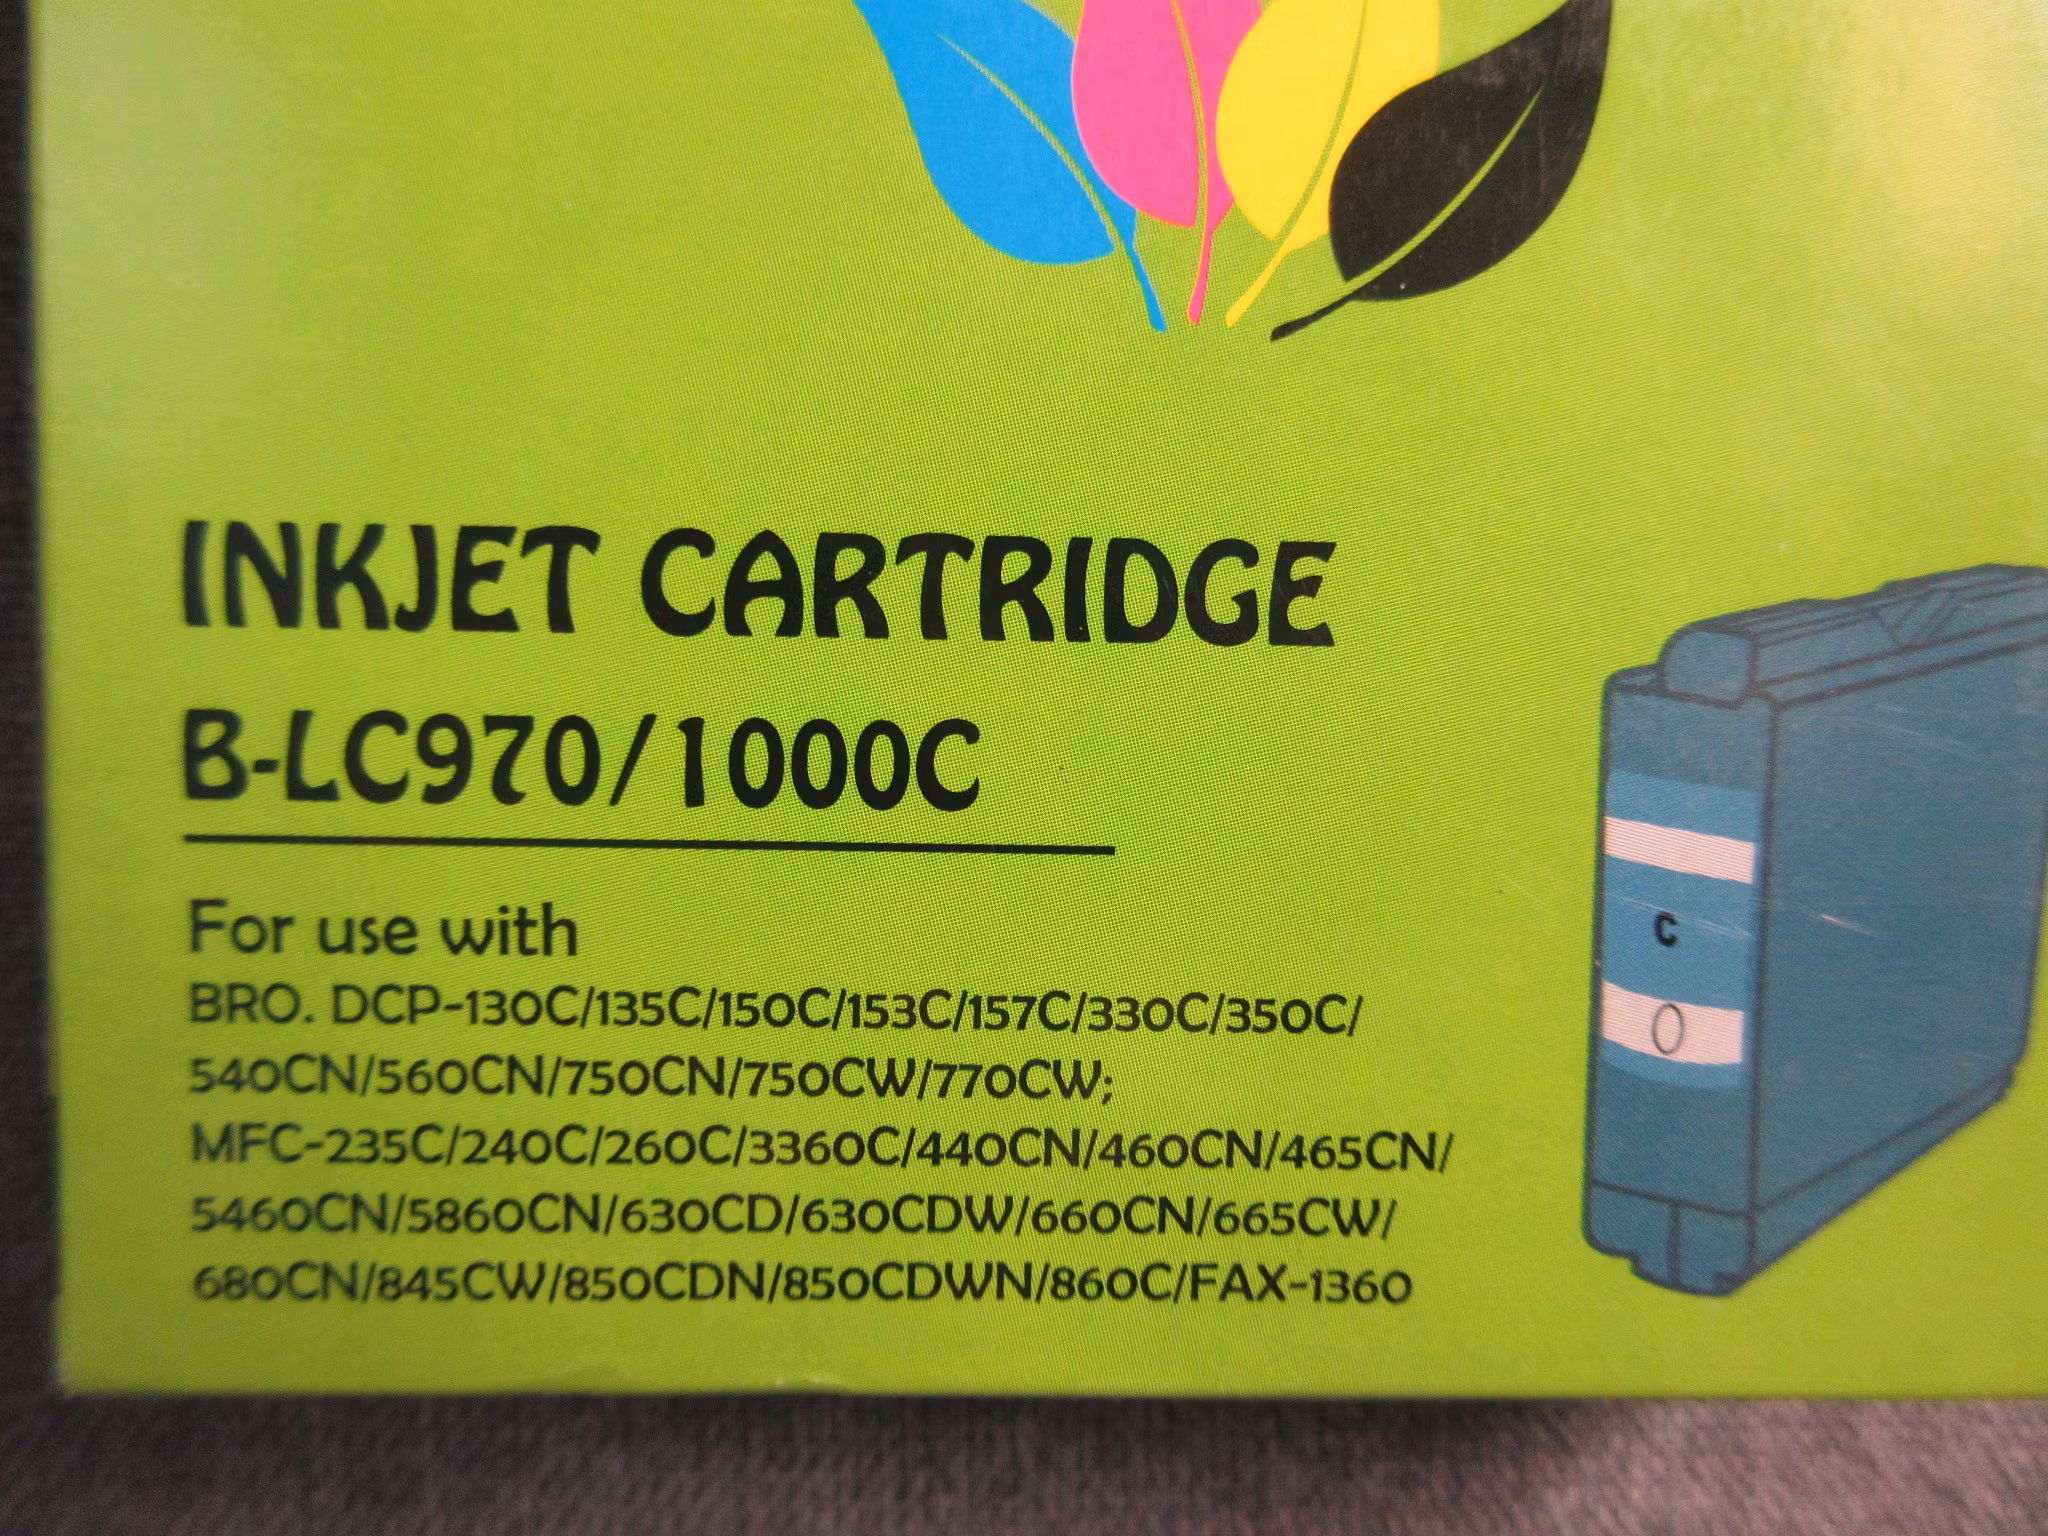 INKJET CARTRIDGE
B-LC970/1000C
For use with
BRO. DCP-130C/135C/150C/153C/157C/330C/350C/
540CN/560CN/750CN/750CW/770CW;
MFC-235C/240C/260C/3360C/440CN/460CN/465CN/
5460CN/5860CN/630CD/630CDW/660CN/665CW/
680CN/845CW/850CDN/850CDWN/860C/FAX-1360
C